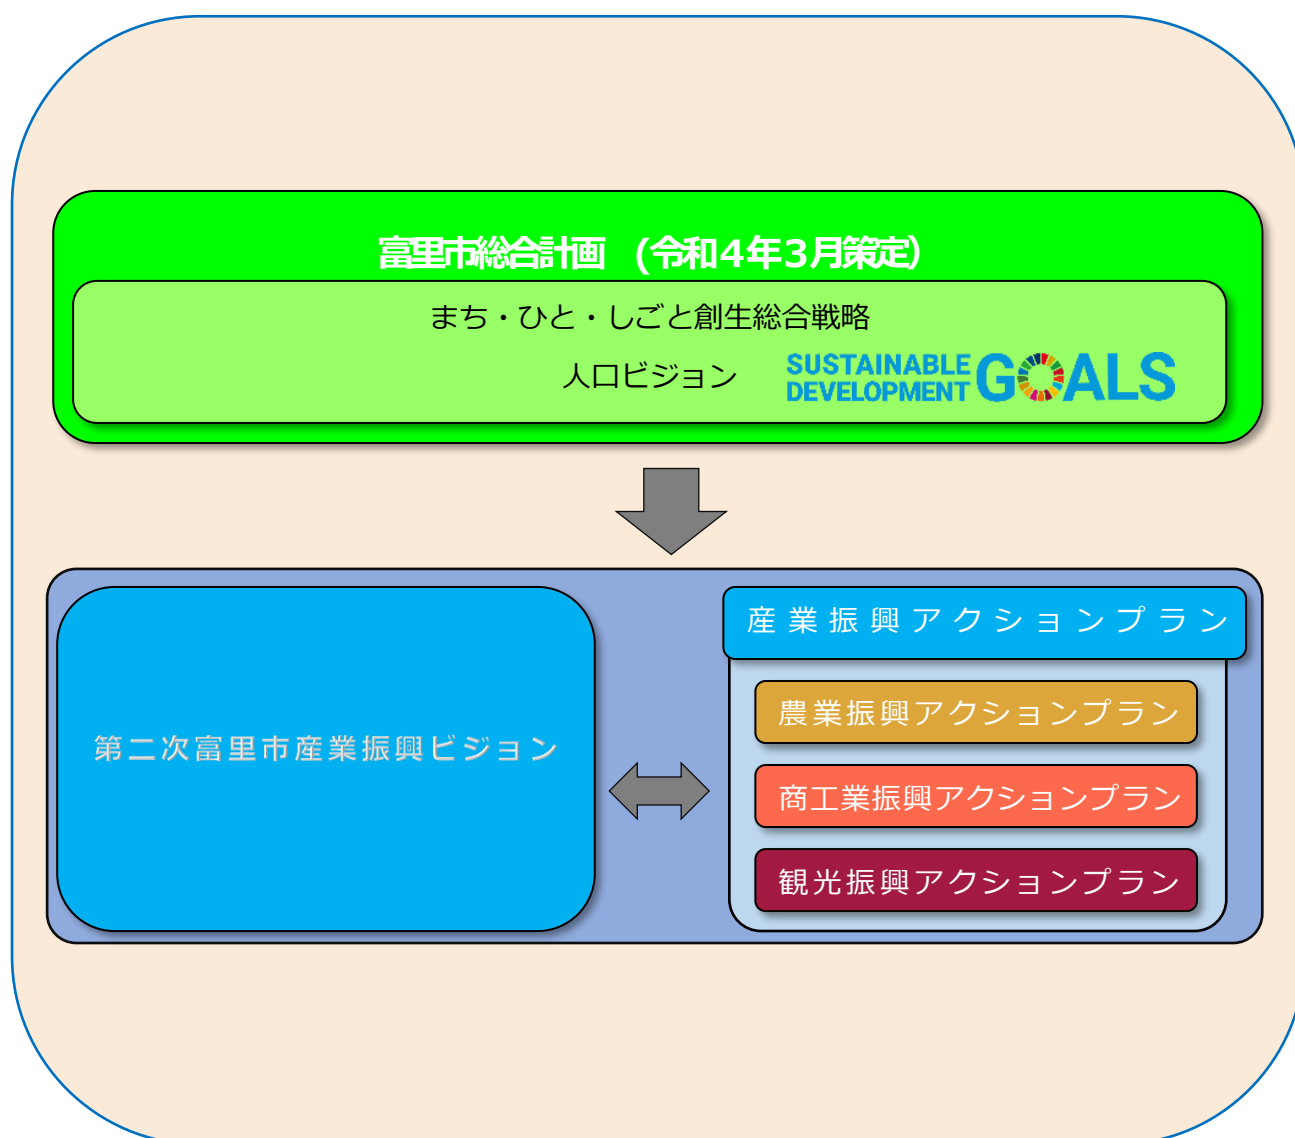 富里市総合計画 (令和４年３月策定)
まち・ひと・しごと創生総合戦略
人口ビジョン
SUSTAINABLE
DEVELOPMENT
GOALS
第二次富里市産業振興ビジョン
産業振興アクションプラン
農業振興アクションプラン
商工業振興アクションプラン
観光振興アクションプラン